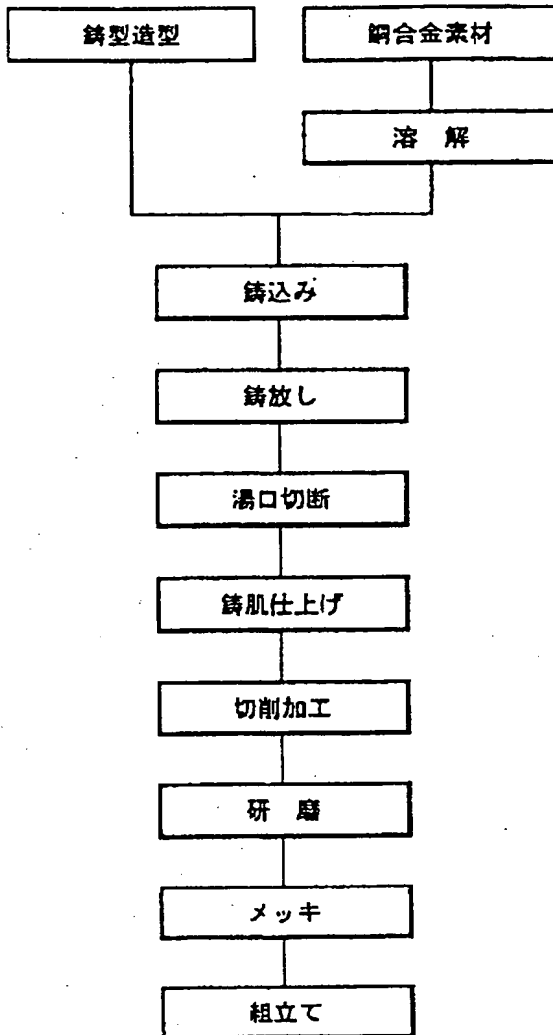 鋳型造型
銅合金素材
溶 解
鋳込み
鋳放し
湯口切断
鋳肌仕上げ
切削加工
研 磨
メッキ
組立て